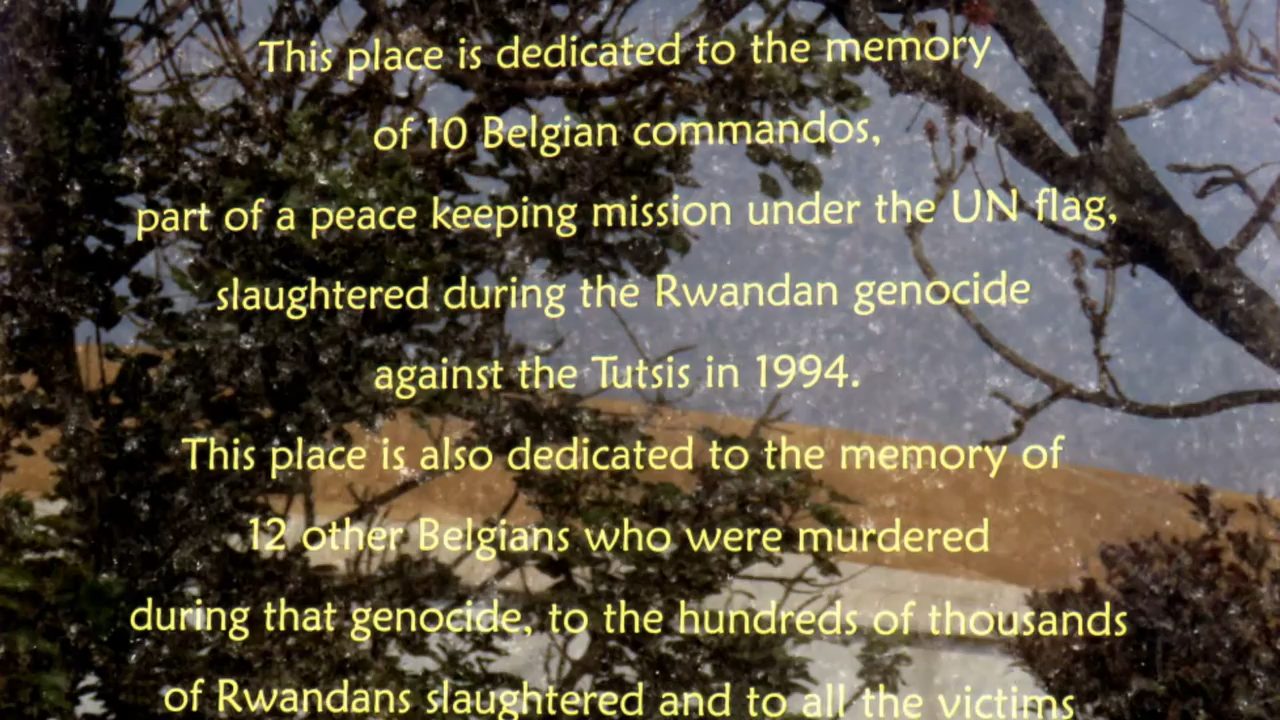 This place is dedicated to the memory
of 10 Belgian commandos,
part of a peace keeping mission under the UN flag,
slaughtered during the Rwandan genocide
against the Tutsis in 1994.
This place is also dedicated to the memory of
12 other Belgians who were murdered
during that genocide, to the hundreds of thousands
of Rwandans slaughtered and to all the victims